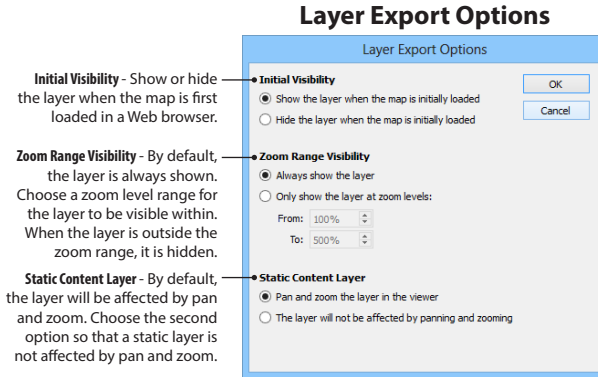 Layer Export Options
Layer Export Options
Initial Visibility - Show or hide
the layer when the map is first
loaded in a Web browser.
Initial Visibility
Show the layer when the map is initially loaded
Hide the layer when the map is initially loaded
OK
Cancel
Zoom Range Visibility - By default,
the layer is always shown.
Choose a zoom level range for
the layer to be visible within.
When the layer is outside the
zoom range, it is hidden.
Zoom Range Visibility
Always show the layer
Only show the layer at zoom levels:
From: 100%
To: 500%
Static Content Layer - By default,
the layer will be affected by pan
and zoom. Choose the second
option so that a static layer is
not affected by pan and zoom.
Static Content Layer
Pan and zoom the layer in the viewer
The layer will not be affected by panning and zooming